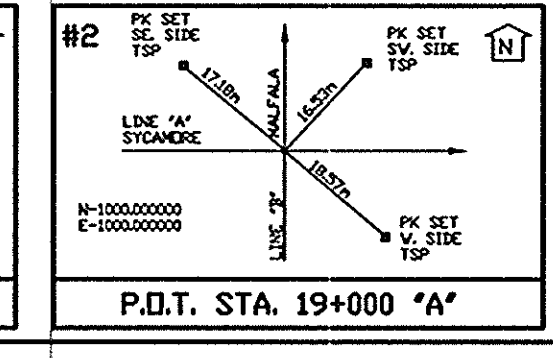 #2
PK SET
SE. SIDE
TSP
PK SET
SW. SIDE
TSP
N
17.18m
HALFALA
16.53m
LINE "A"
SYCAMORE
18.57m
N-1000.000000
E-1000.000000
LINE "B"
PK SET
W. SIDE
TSP
P.O.T. STA. 19+000 "A"